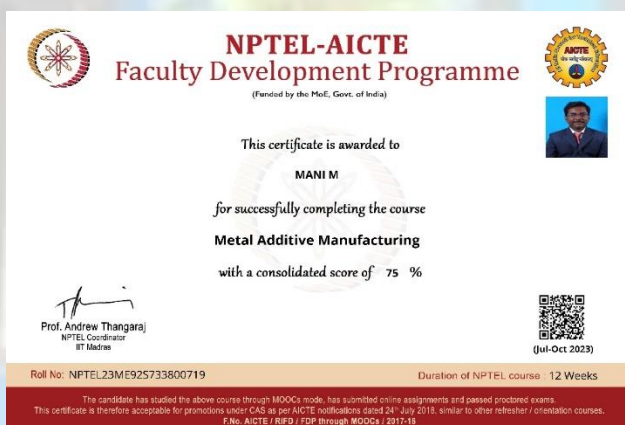 NPTEL-AICTE
Faculty Development Programme
(Funded by the MoE, Govt. of India)
AICTE
This certificate is awarded to
MANI M
for successfully completing the course
Metal Additive Manufacturing
with a consolidated score of 75 %
Prof. Andrew Thangaraj
NPTEL Coordinator
IIT Madras
(Jul-Oct 2023)
Roll No: NPTEL23ME92S733800719
Duration of NPTEL course : 12 Weeks
The candidate has studied the above course through MOOCs mode, has submitted online assignments and passed proctored exams.
This certificate is therefore acceptable for promotions under CAS as per AICTE notifications dated 24th July 2018, similar to other refresher / orientation courses.
F.No. AICTE / RIFD / FDP through MOOCs / 2017-18